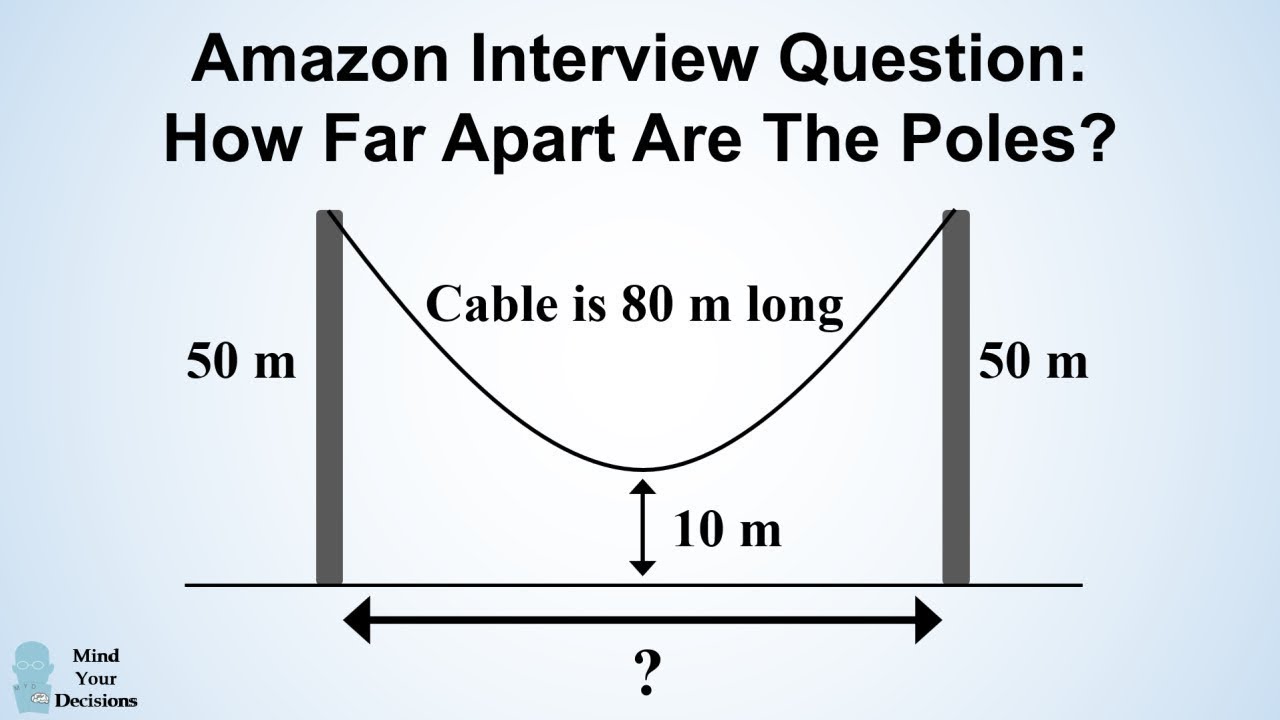 Amazon Interview Question:
How Far Apart Are The Poles?
Cable is 80 m long
50 m
50 m
10 m
?
Mind
Your
Decisions
M Y D